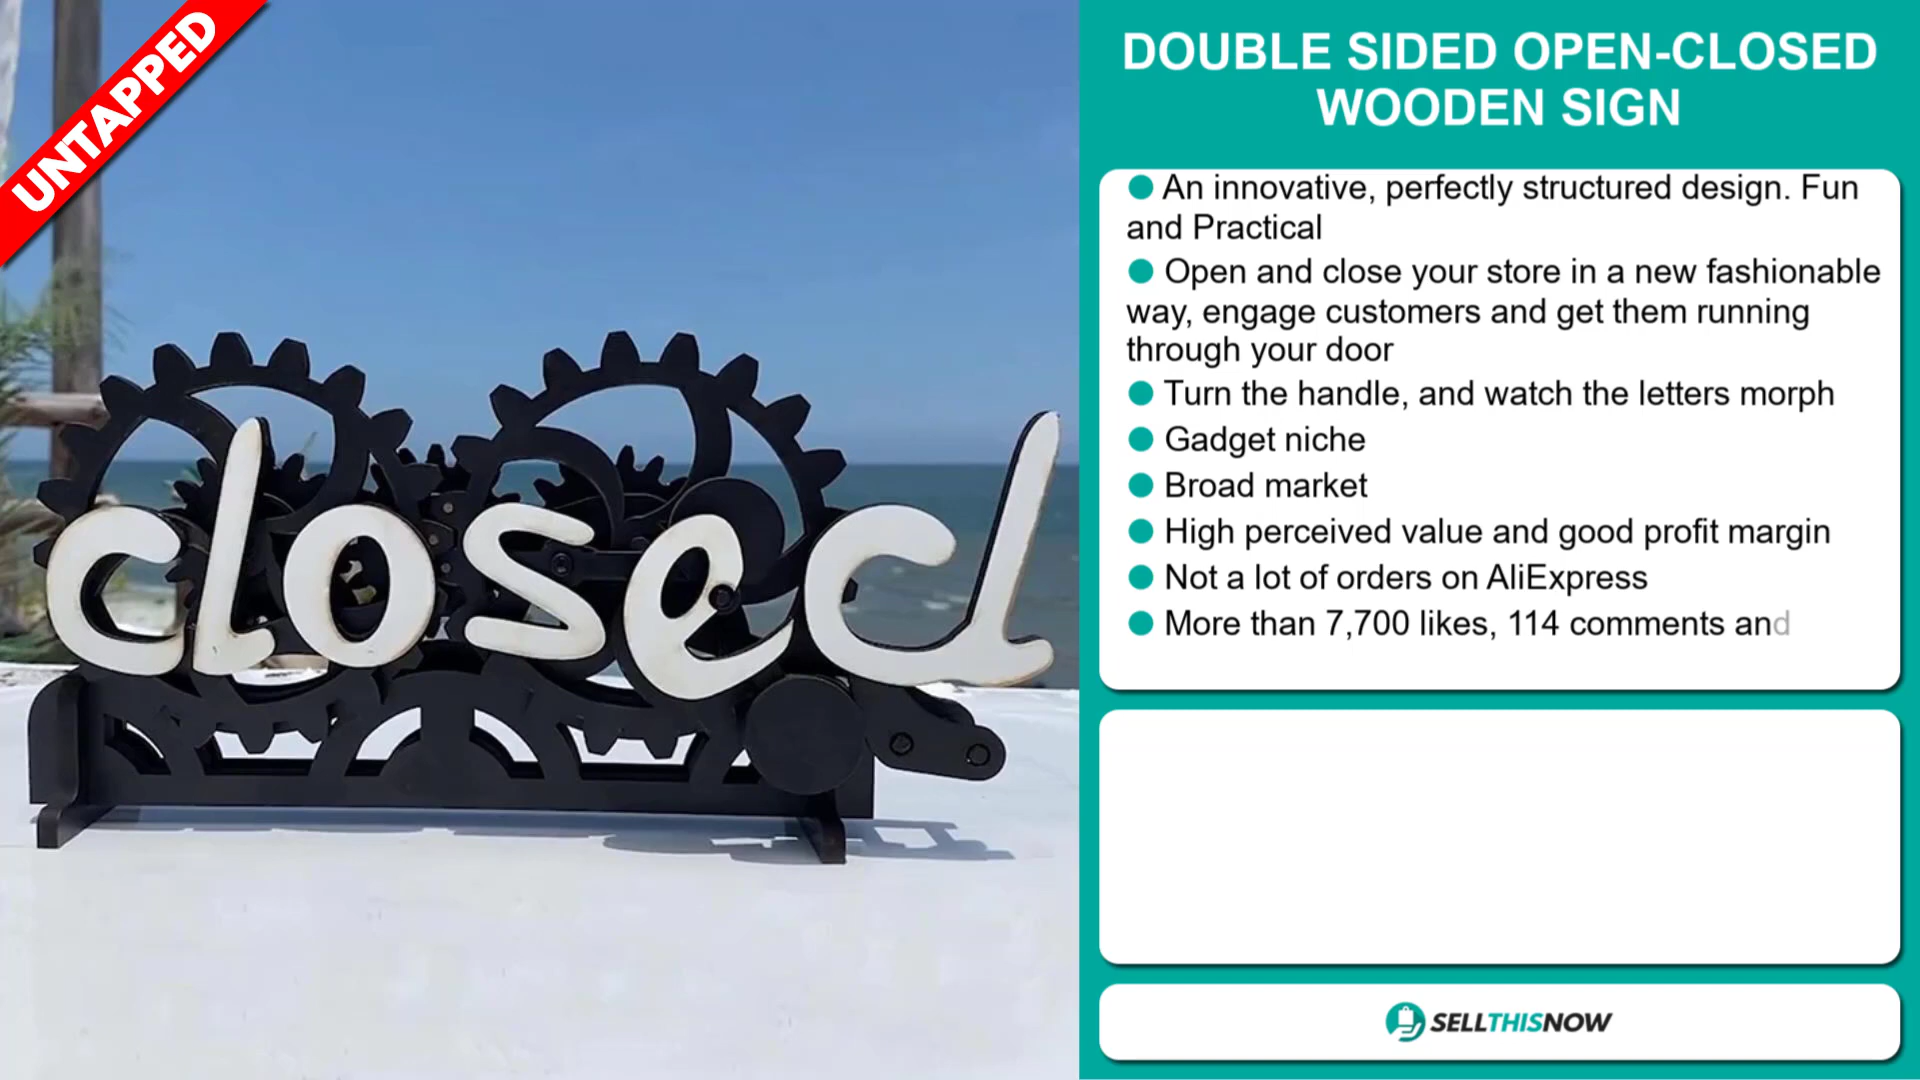 UNTAPPED
closed
DOUBLE SIDED OPEN-CLOSED
WOODEN SIGN
● An innovative, perfectly structured design. Fun
and Practical
● Open and close your store in a new fashionable
way, engage customers and get them running
through your door
● Turn the handle, and watch the letters morph
● Gadget niche
● Broad market
● High perceived value and good profit margin
● Not a lot of orders on AliExpress
● More than 7,700 likes, 114 comments and
SELLTHISNOW